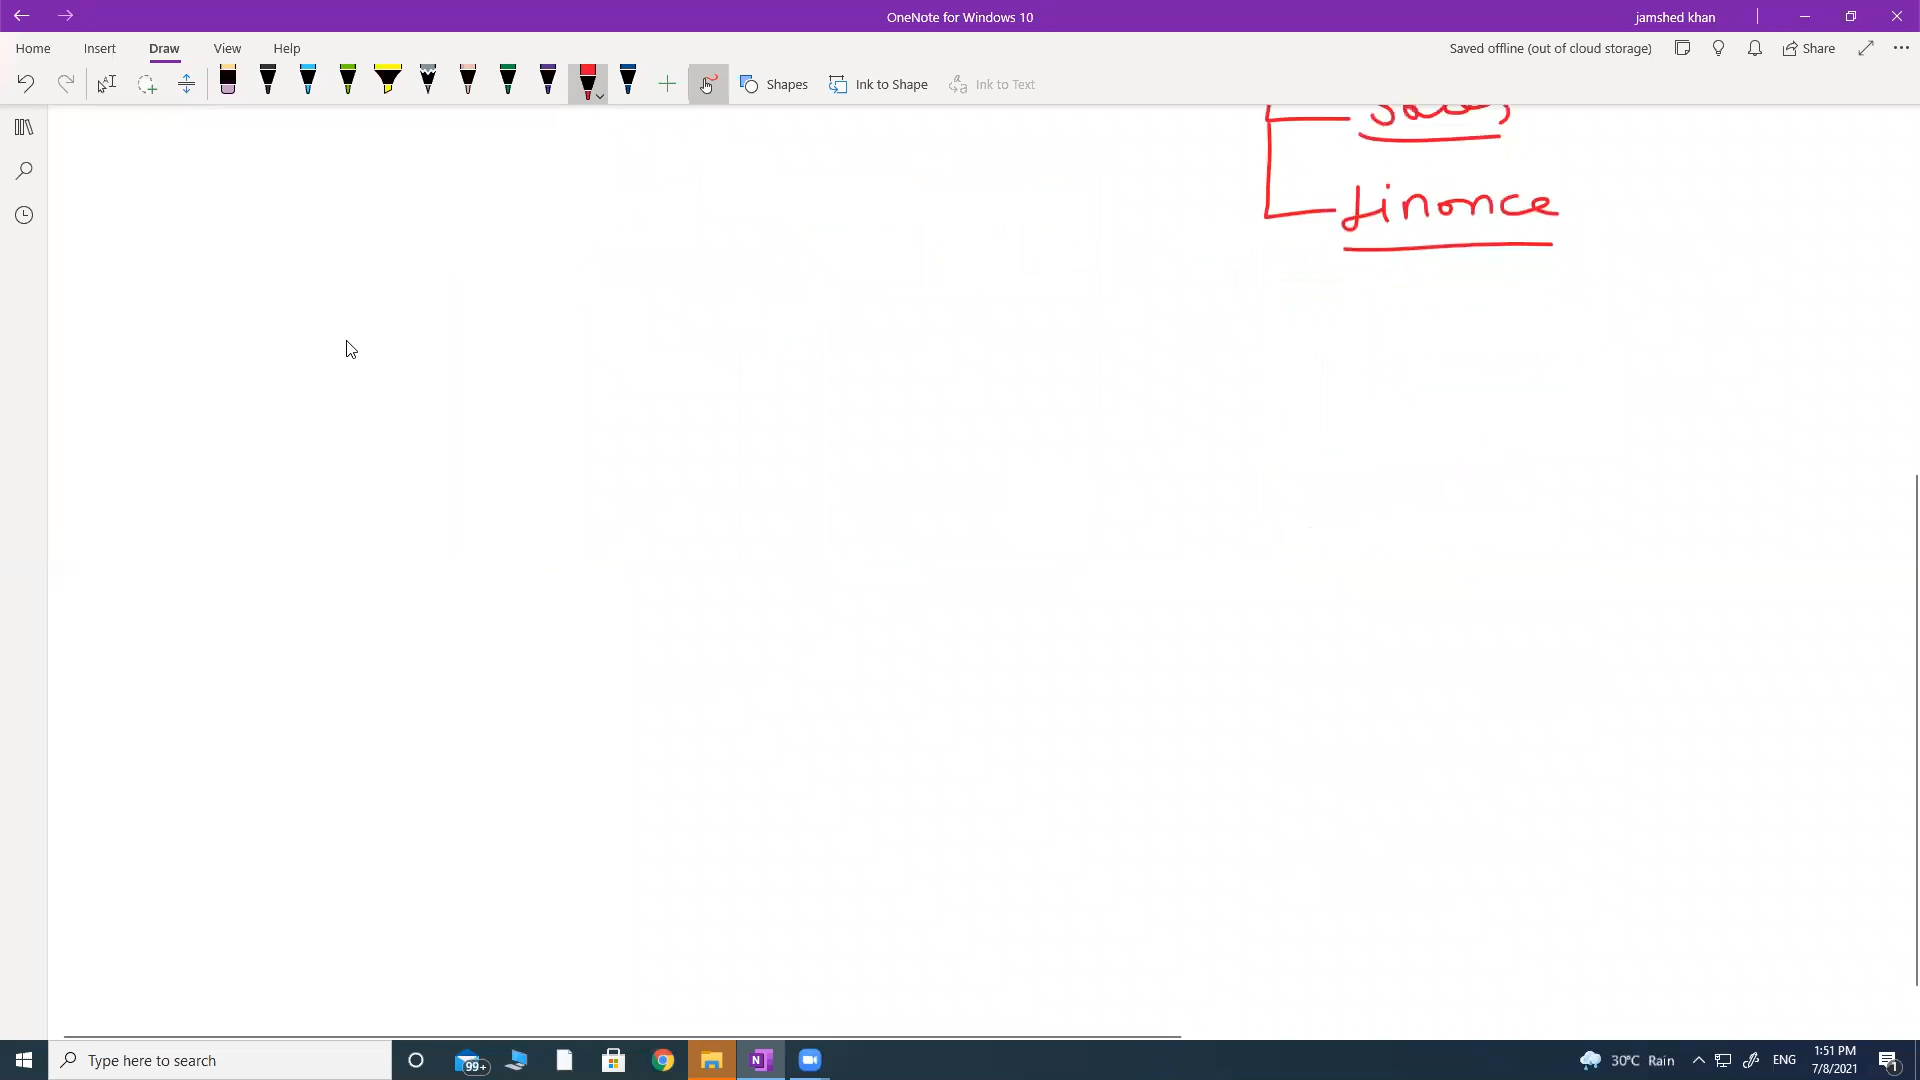 OneNote for Windows 10
jamshed khan
Home Insert Draw View Help
Saved offline (out of cloud storage)
Share
Shapes
Ink to Shape
Ink to Text
finonce
Type here to search
99+
N
30°C Rain
ENG
1:51 PM
7/8/2021
1